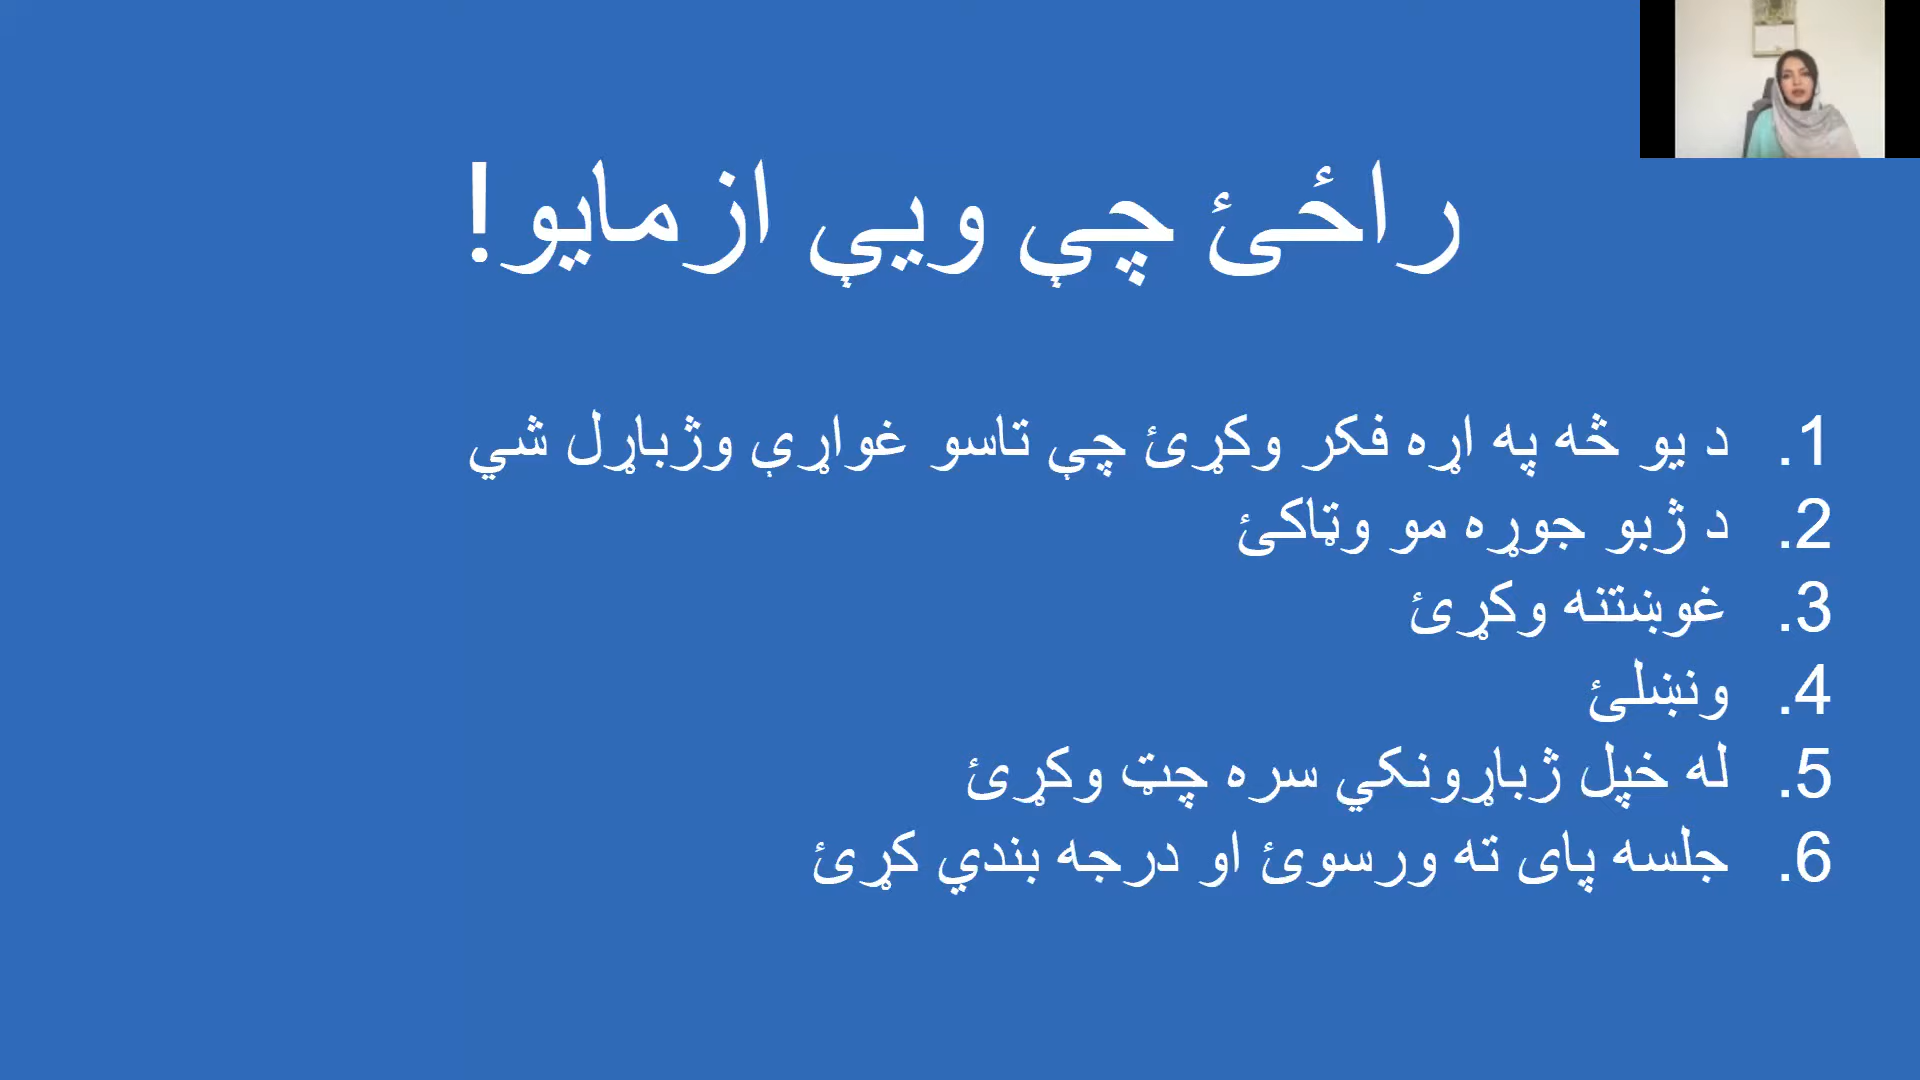 راځئ چې ويې ازمايو!
1. د يو څه په اړه فکر وکړئ چې تاسو غواړې وژباړل شي
2. د ژبو جوړه مو وټاکئ
3. غوښتنه وکړئ
4. ونښلئ
5. له خپل ژباړونکي سره چټ وکړئ
6. جلسه پای ته ورسوئ او درجه بندي کړئ